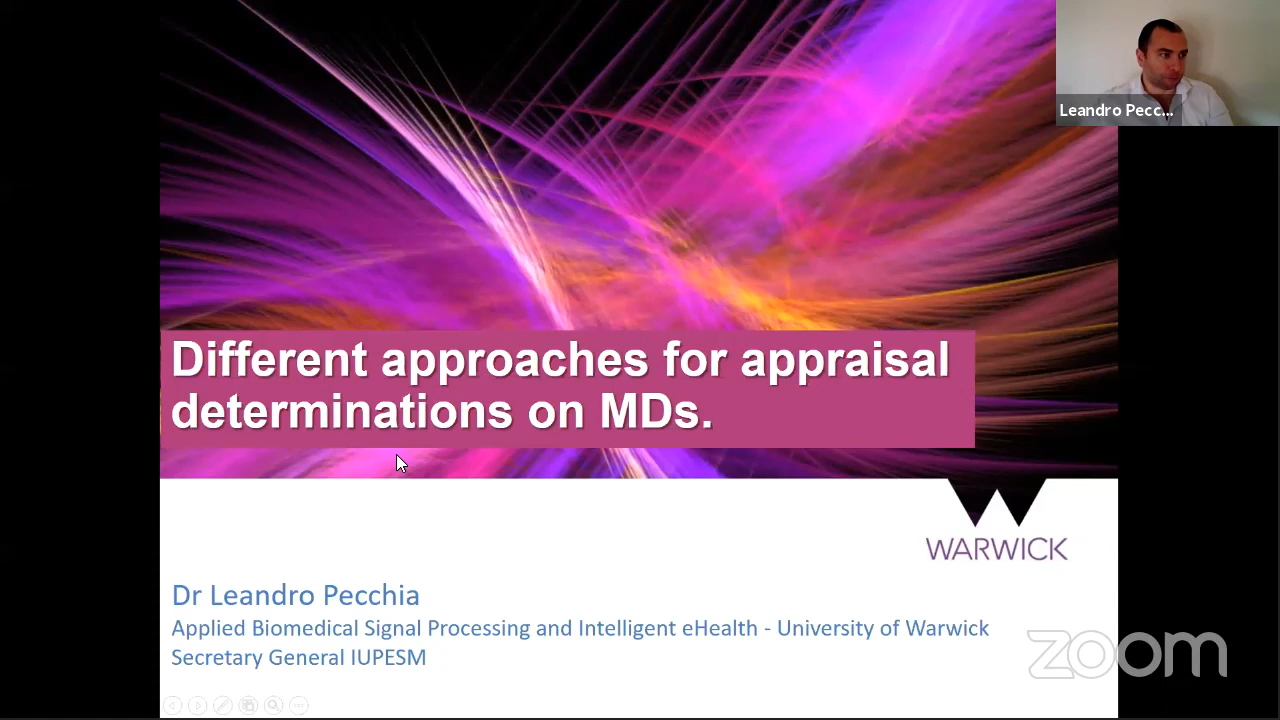 Leandro Pecc...
Different approaches for appraisal
determinations on MDs.
WARWICK
Dr Leandro Pecchia
Applied Biomedical Signal Processing and Intelligent eHealth - University of Warwick
Secretary General IUPESM
zoom